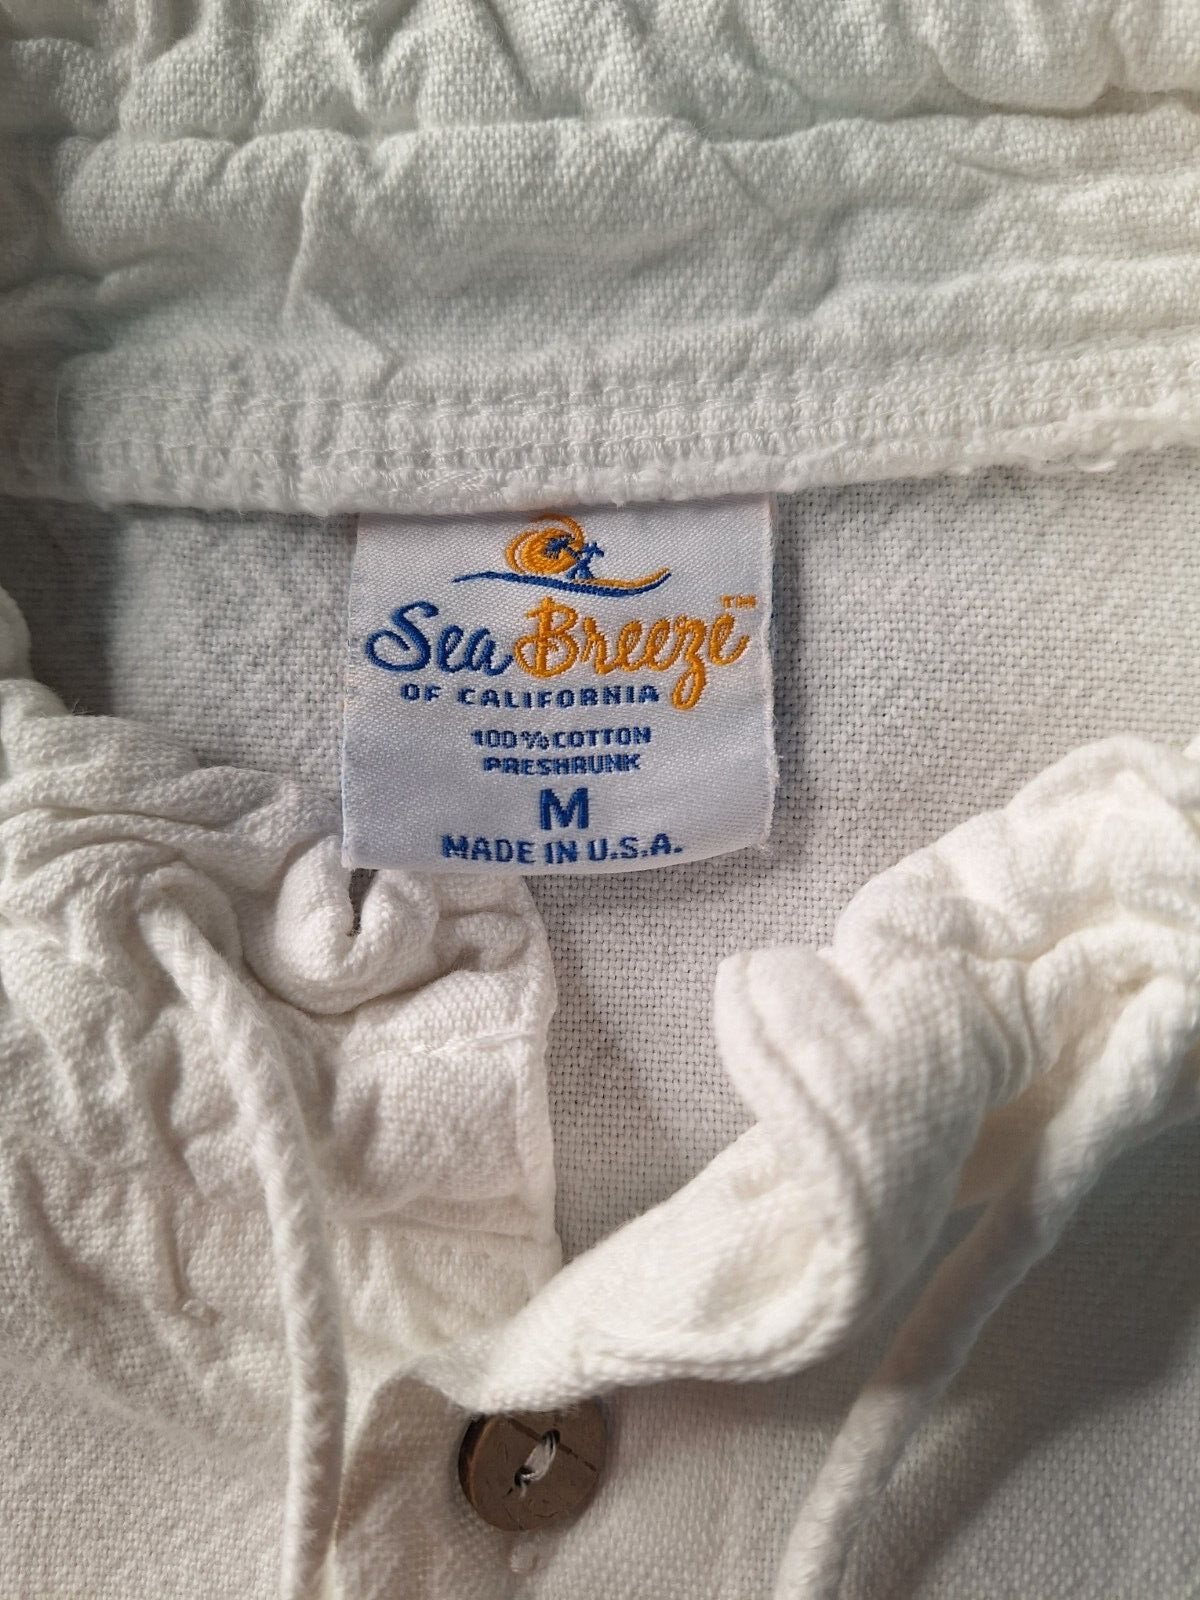 Sea Breeze™
OF CALIFORNIA
100% COTTON
PRESHRUNK
M
MADE IN U.S.A.